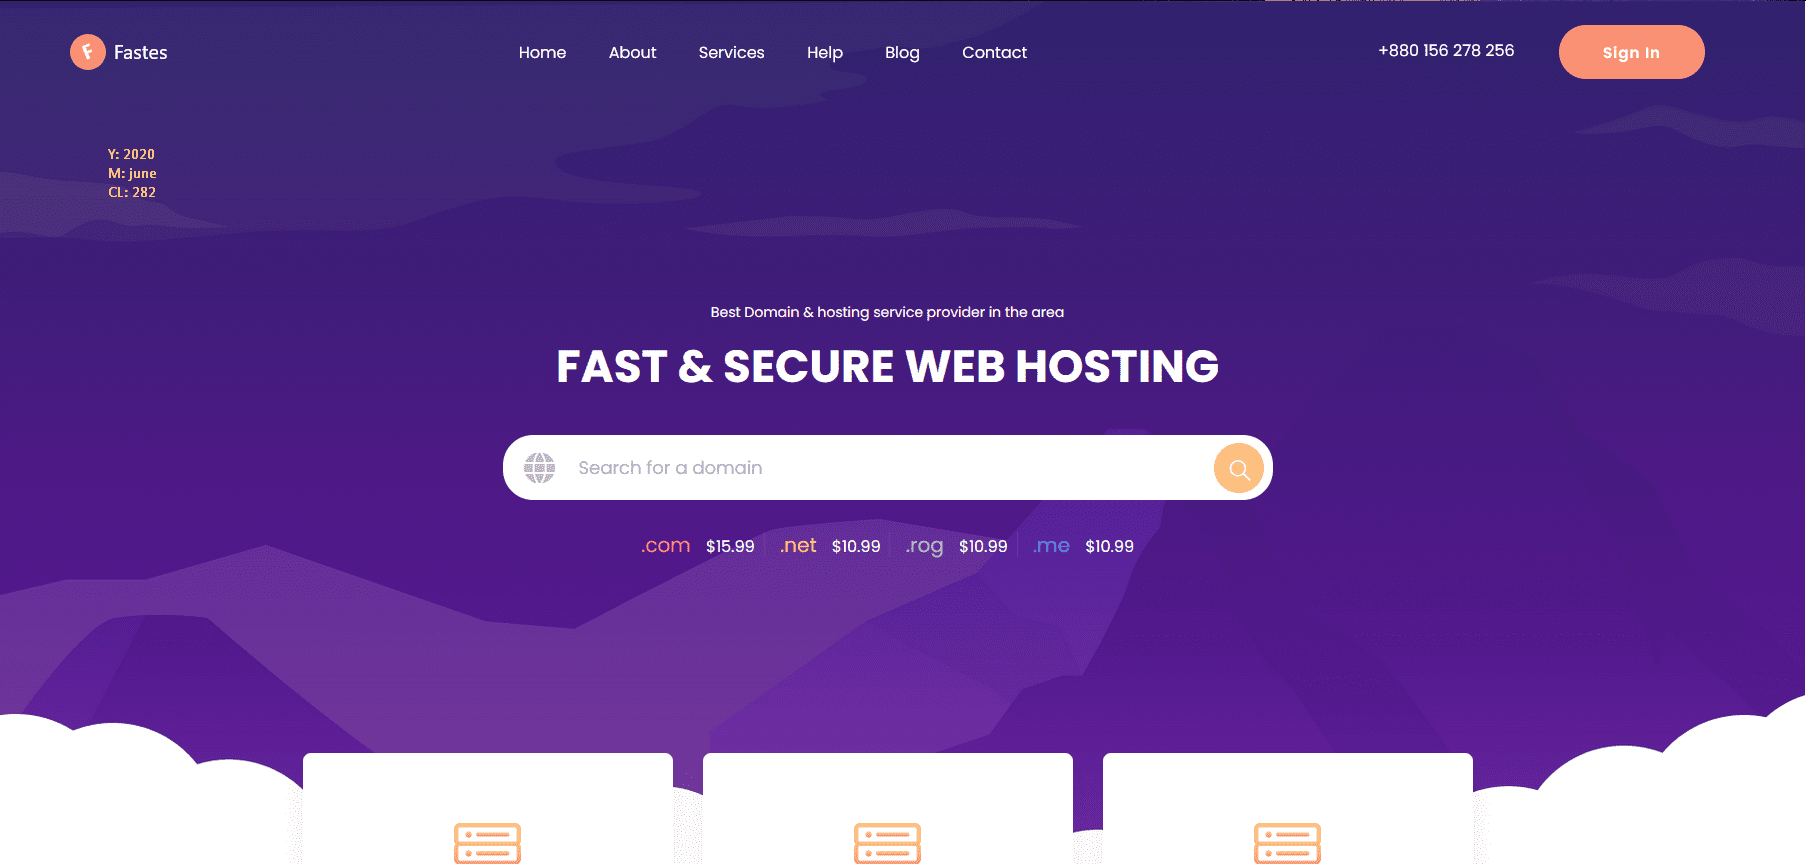 F Fastes
Home About Services Help Blog Contact
+880 156 278 256
Sign In
Y: 2020
M: june
CL: 282
Best Domain & hosting service provider in the area
FAST & SECURE WEB HOSTING
Search for a domain
.com $15.99 .net $10.99 .rog $10.99 .me $10.99